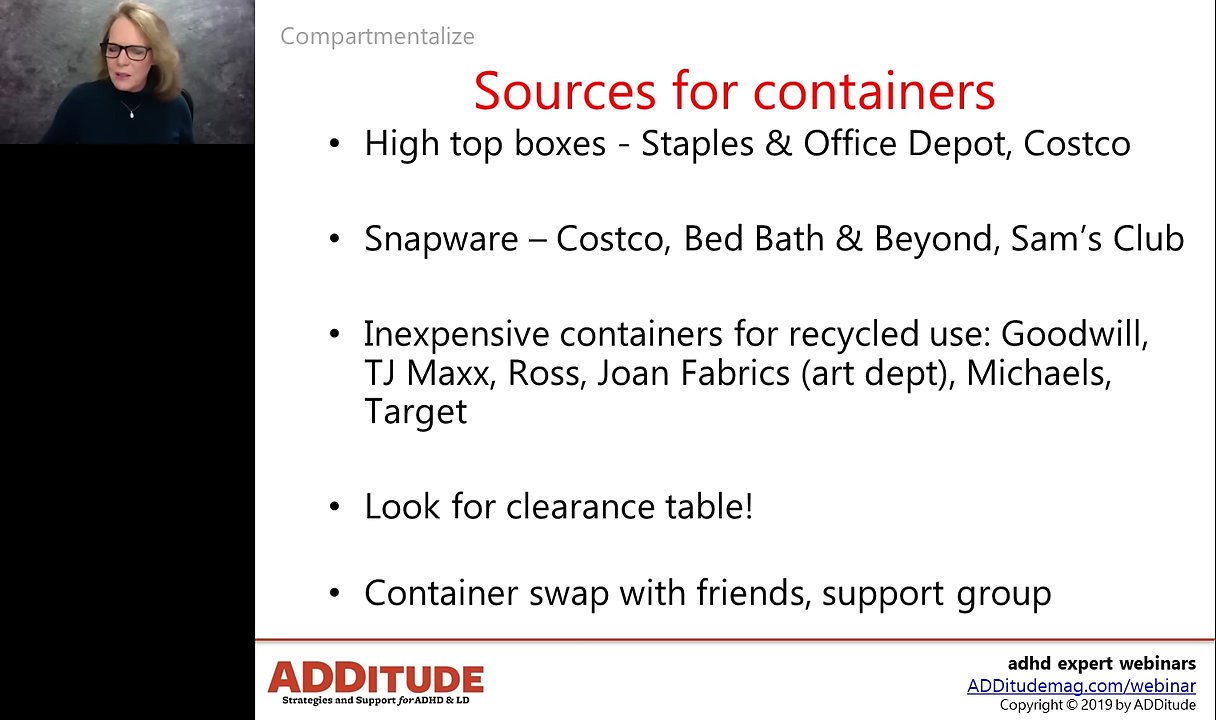 Compartmentalize
Sources for containers
• High top boxes - Staples & Office Depot, Costco
• Snapware – Costco, Bed Bath & Beyond, Sam’s Club
• Inexpensive containers for recycled use: Goodwill,
TJ Maxx, Ross, Joan Fabrics (art dept), Michaels,
Target
• Look for clearance table!
• Container swap with friends, support group
ADDITUDE
Strategies and Support for ADHD & LD
adhd expert webinars
ADDitudemag.com/webinar
Copyright © 2019 by ADDitude